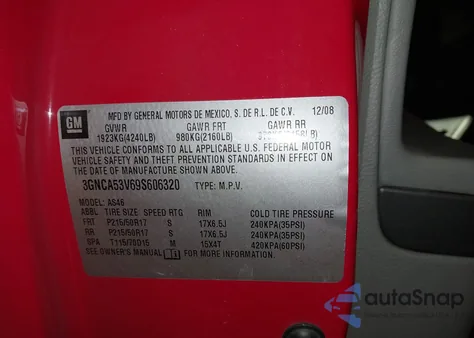 GM
MFD BY GENERAL MOTORS DE MEXICO, S. DE R.L. DE C.V. 12/08
GVWR GAWR FRT GAWR RR
1923KG(4240LB) 980KG(2160LB)
THIS VEHICLE CONFORMS TO ALL APPLICABLE U.S. FEDERAL MOTOR
VEHICLE SAFETY AND THEFT PREVENTION STANDARDS IN EFFECT ON
THE DATE OF MANUFACTURE SHOWN ABOVE.
3GNCA53V69S606320 TYPE: M.P.V.
MODEL: AS46
TIRE SIZE SPEED RTG RIM COLD TIRE PRESSURE
FRT P215/50R17 S 17X6.5J 240KPA(35PSI)
RR P215/50R17 S 17X6.5J 240KPA(35PSI)
SPA T115/70D15 M 15X4T 420KPA(60PSI)
SEE OWNER'S MANUAL FOR MORE INFORMATION.
autoSnap